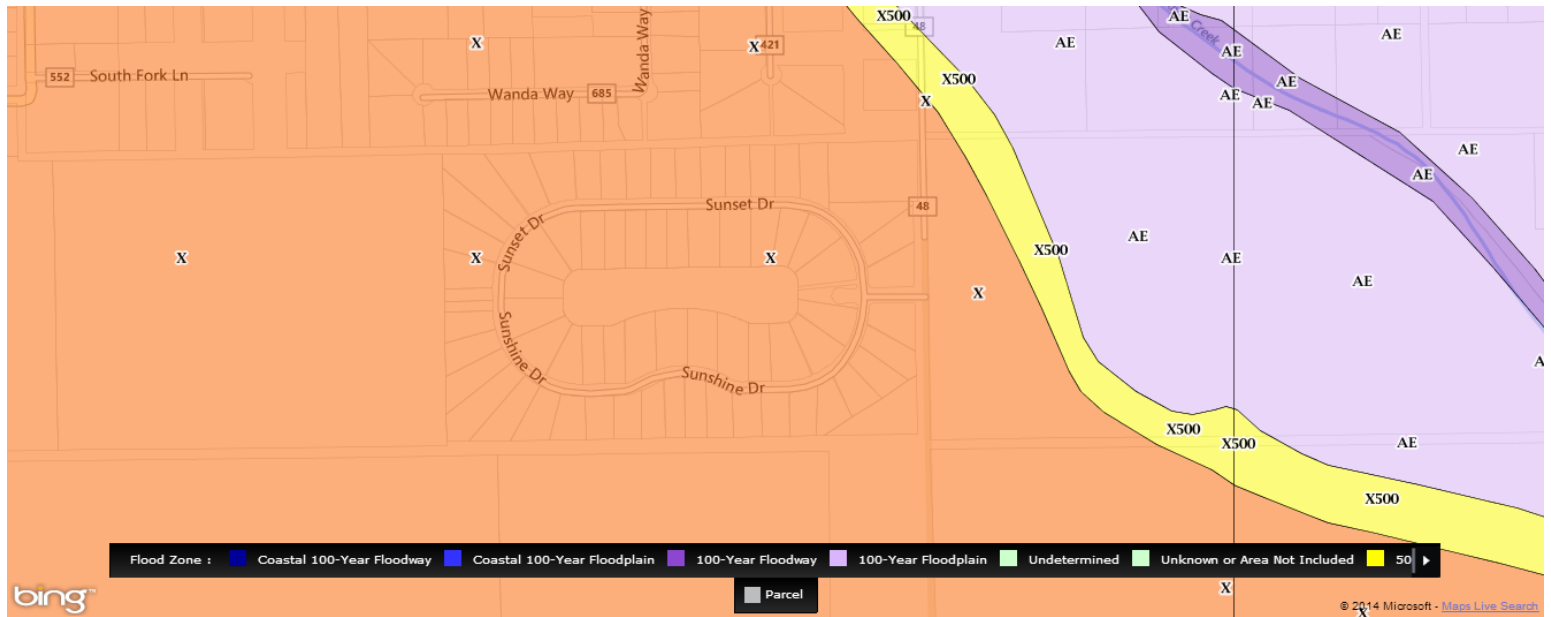 X500
48
AE
Creek
AE
AE
X
X 421
AE
552 South Fork Ln
Wanda Way
X500
AE
Wanda Way 685
AE
AE
X
AE
AE
Sunset Dr
48
Sunset Dr
AE
X500
X
X
X
AE
AE
X
Sunshine Dr
Sunshine Dr
X500
X500
AE
X500
Flood Zone : Coastal 100-Year Floodway Coastal 100-Year Floodplain 100-Year Floodway 100-Year Floodplain Undetermined Unknown or Area Not Included 50
X
Parcel
bing™
© 2014 Microsoft - Maps Live Search
X